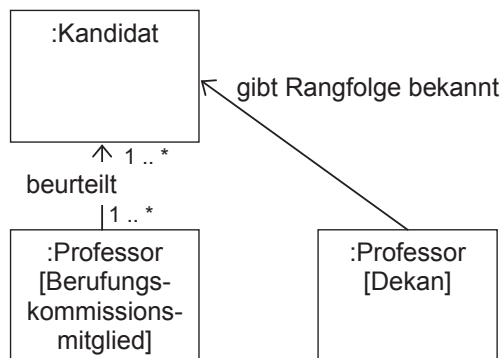 :Kandidat
gibt Rangfolge bekannt
1 .. *
beurteilt
1 .. *
:Professor
[Berufungs-
kommissions-
mitglied]
:Professor
[Dekan]